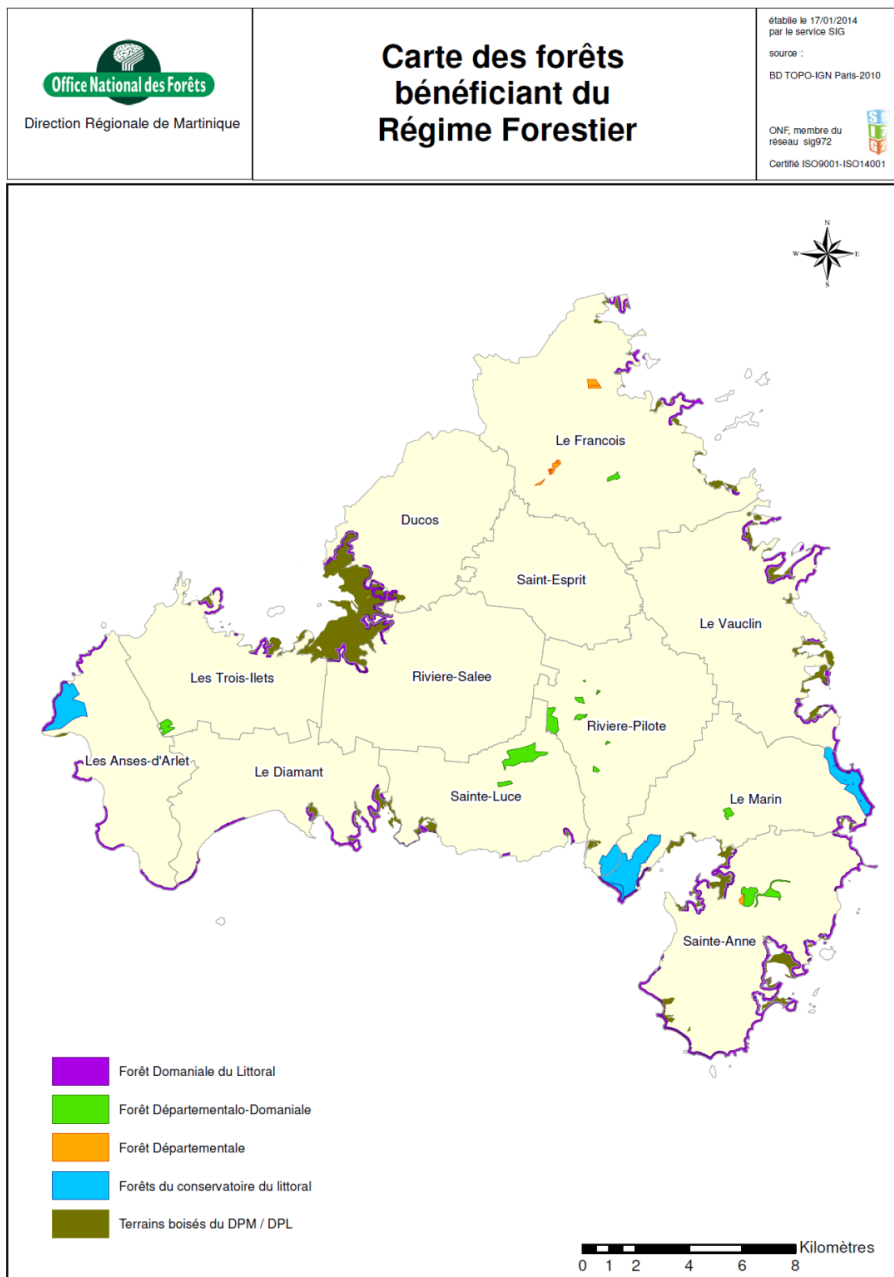 Office National des Forêts
Direction Régionale de Martinique
Carte des forêts
bénéficiant du
Régime Forestier
établie le 17/01/2014
par le service SIG
source :
BD TOPO-IGN Paris-2010
ONF, membre du
réseau sig972
Certifié ISO9001-ISO14001
N
W
E
S
Le Francois
Ducos
Saint-Esprit
Le Vauclin
Les Trois-Ilets
Riviere-Salee
Riviere-Pilote
Les Anses-d'Arlet
Le Diamant
Sainte-Luce
Le Marin
Sainte-Anne
Forêt Domaniale du Littoral
Forêt Départementalo-Domaniale
Forêt Départementale
Forêts du conservatoire du littoral
Terrains boisés du DPM / DPL
Kilomètres
0 1 2 4 6 8